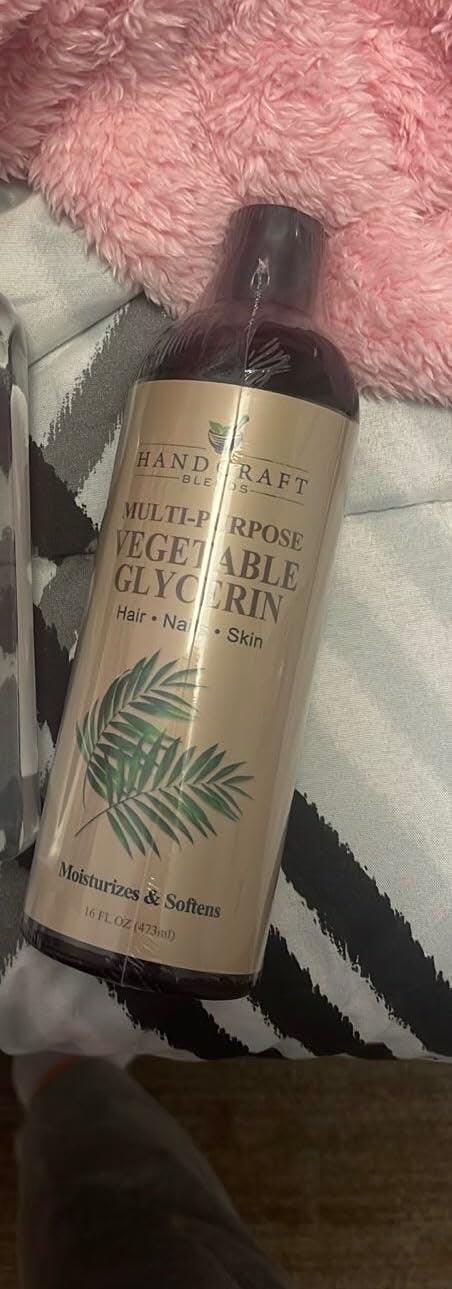 HANDCRAFT
BLENDS
MULTI-PURPOSE
VEGETABLE
GLYCERIN
Hair • Nails • Skin
Moisturizes & Softens
16 FL OZ (473ml)